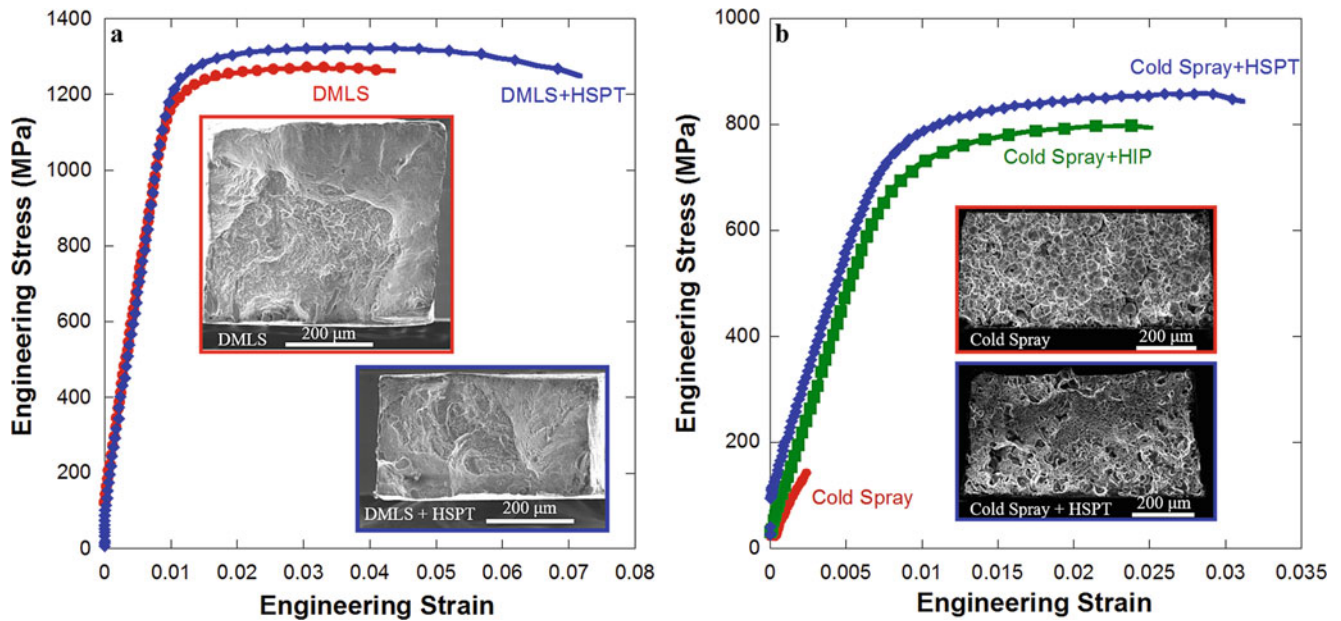 a
1400
1200
1000
800
600
400
200
0
Engineering Stress (MPa)
DMLS
DMLS+HSPT
DMLS
200 µm
DMLS + HSPT
200 µm
0 0.01 0.02 0.03 0.04 0.05 0.06 0.07 0.08
Engineering Strain
b
1000
800
600
400
200
0
Engineering Stress (MPa)
Cold Spray+HSPT
Cold Spray+HIP
Cold Spray
Cold Spray
200 µm
Cold Spray + HSPT
200 µm
0 0.005 0.01 0.015 0.02 0.025 0.03 0.035
Engineering Strain